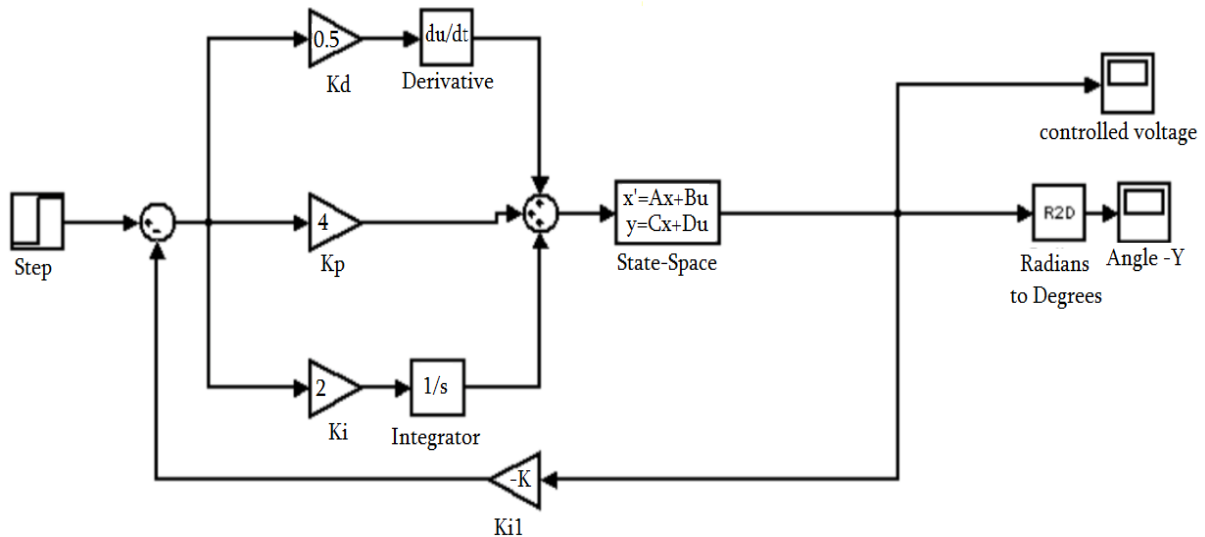 0.5
du/dt
Kd
Derivative
controlled voltage
Step
4
Kp
x'=Ax+Bu
y=Cx+Du
State-Space
R2D
Radians
to Degrees
Angle -Y
2
1/s
Ki
Integrator
-K
Ki1